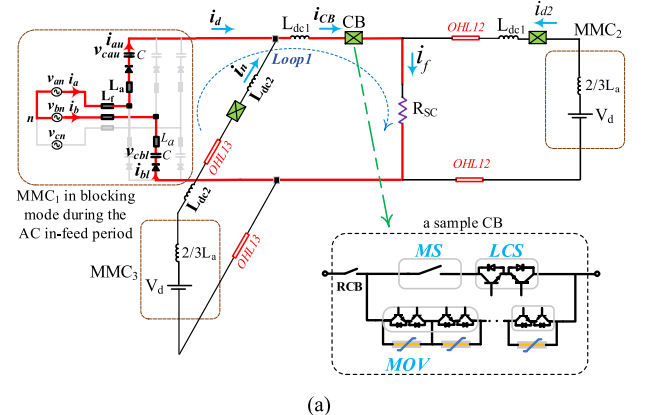 i_d
L_dc1
i_CB
CB
L_dc1
i_d2
MMC_2
i_au
v_cau
C
L_a
v_an
i_a
L_f
n
v_bn
i_b
v_cn
L_a
v_cbl
C
i_bl
i_n
Loop1
L_dc2
OHL13
L_dc2
i_f
R_SC
OHL12
2/3L_a
V_d
OHL12
MMC_1 in blocking
mode during the
AC in-feed period
OHL13
MMC_3
2/3L_a
V_d
a sample CB
RCB
MS
LCS
MOV
(a)